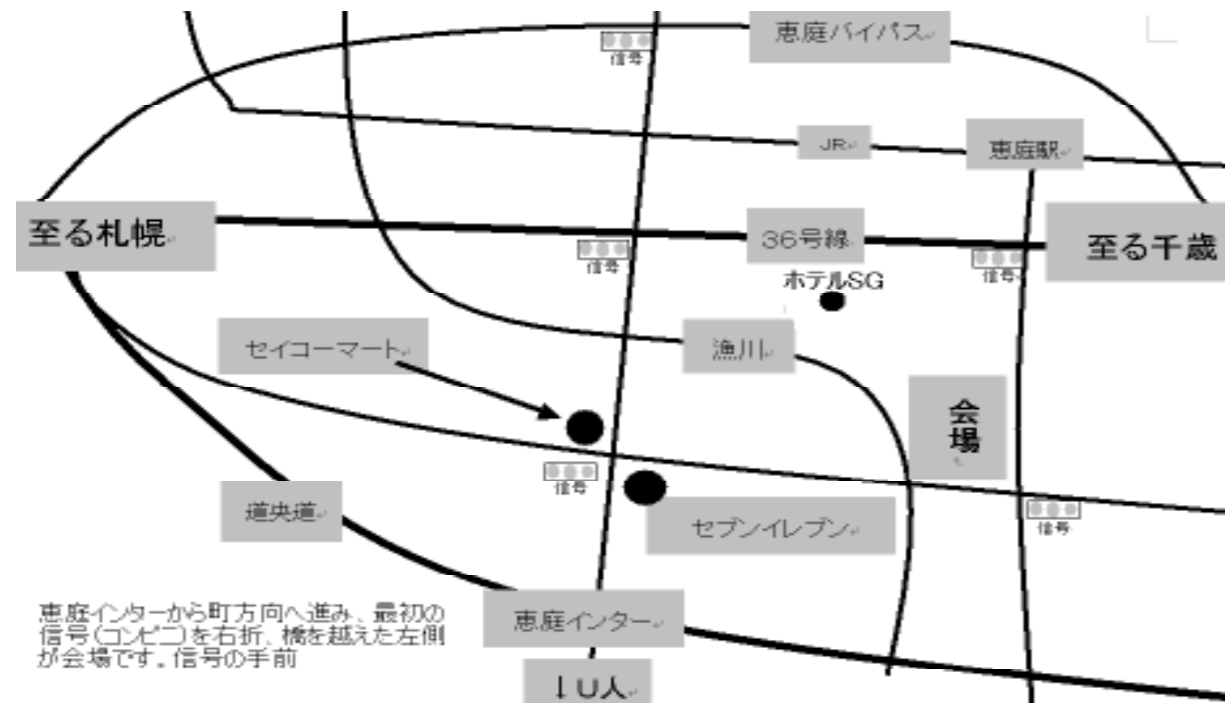 恵庭バイパス
信号
JR
恵庭駅
至る札幌
36号線
至る千歳
信号
信号
ホテルSG
セイコーマート
漁川
会場
信号
道央道
セブンイレブン
信号
恵庭インター
恵庭インターから町方向へ進み、最初の
信号(コンビニ)を右折、橋を越えた左側
が会場です。信号の手前
↓U人